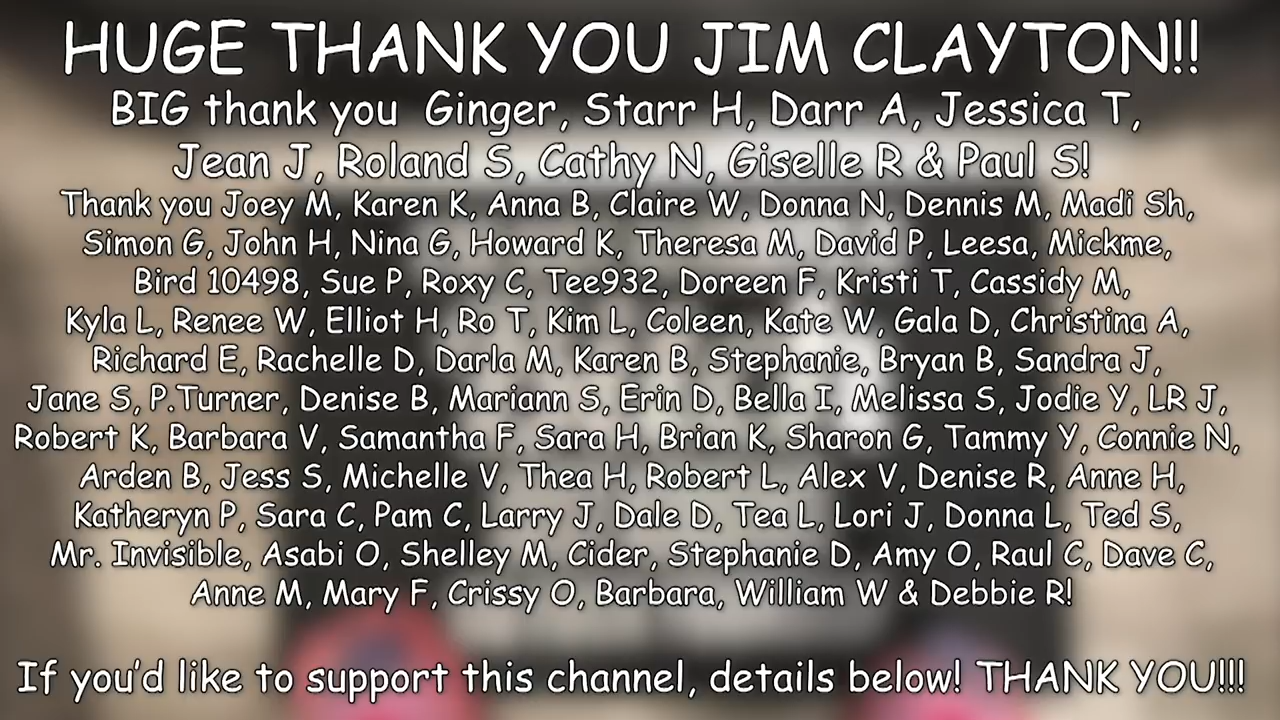 HUGE THANK YOU JIM CLAYTON!!
BIG thank you Ginger, Starr H, Darr A, Jessica T,
Jean J, Roland S, Cathy N, Giselle R & Paul S!
Thank you Joey M, Karen K, Anna B, Claire W, Donna N, Dennis M, Madi Sh,
Simon G, John H, Nina G, Howard K, Theresa M, David P, Leesa, Mickme,
Bird 10498, Sue P, Roxy C, Tee932, Doreen F, Kristi T, Cassidy M,
Kyla L, Renee W, Elliot H, Ro T, Kim L, Coleen, Kate W, Gala D, Christina A,
Richard E, Rachelle D, Darla M, Karen B, Stephanie, Bryan B, Sandra J,
Jane S, P.Turner, Denise B, Mariann S, Erin D, Bella I, Melissa S, Jodie Y, LR J,
Robert K, Barbara V, Samantha F, Sara H, Brian K, Sharon G, Tammy Y, Connie N,
Arden B, Jess S, Michelle V, Thea H, Robert L, Alex V, Denise R, Anne H,
Katheryn P, Sara C, Pam C, Larry J, Dale D, Tea L, Lori J, Donna L, Ted S,
Mr. Invisible, Asabi O, Shelley M, Cider, Stephanie D, Amy O, Raul C, Dave C,
Anne M, Mary F, Crissy O, Barbara, William W & Debbie R!
If you'd like to support this channel, details below! THANK YOU!!!